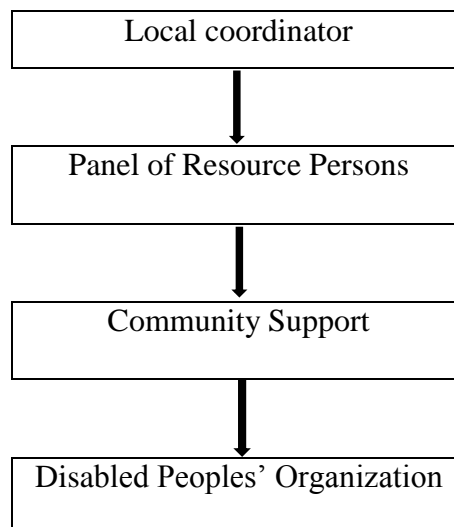 Local coordinator
Panel of Resource Persons
Community Support
Disabled Peoples’ Organization